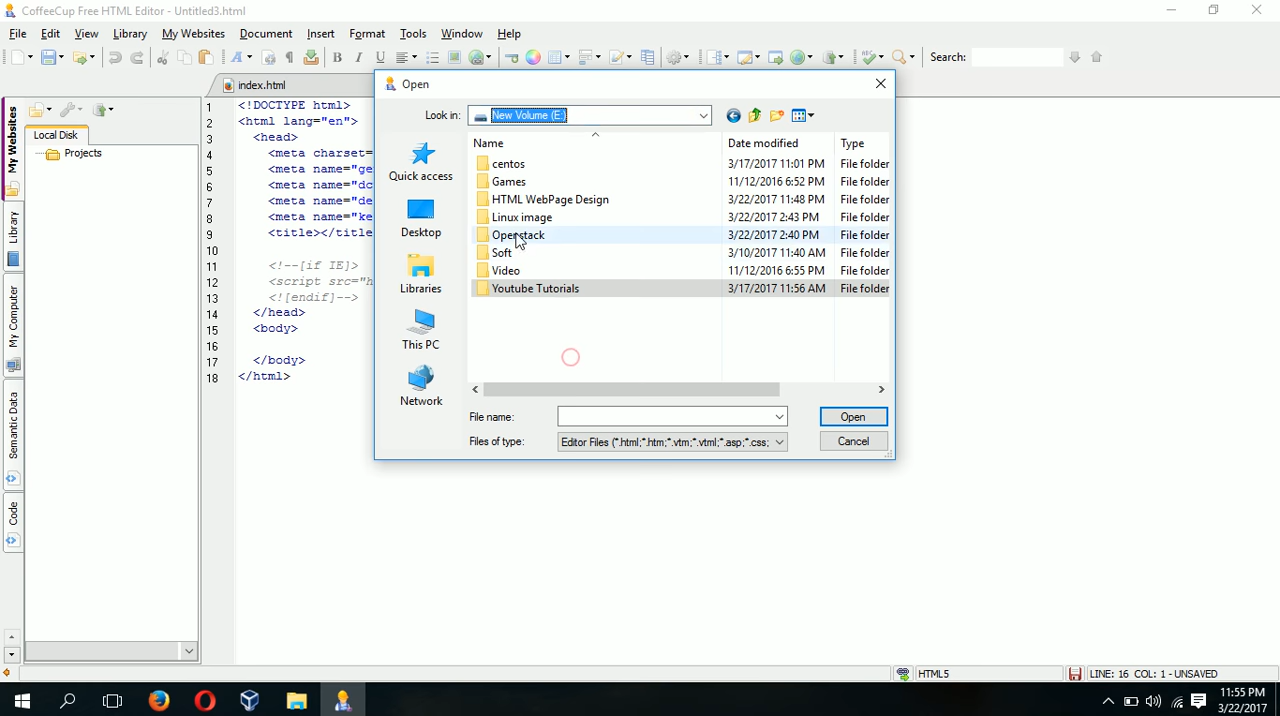 CoffeeCup Free HTML Editor - Untitled3.html
File Edit View Library My Websites Document Insert Format Tools Window Help
Search:
index.html
Open
Look in: New Volume (E:)
Name Date modified Type
centos 3/17/2017 11:01 PM File folder
Games 11/12/2016 6:52 PM File folder
HTML WebPage Design 3/22/2017 11:48 PM File folder
Linux image 3/22/2017 2:43 PM File folder
Openstack 3/22/2017 2:40 PM File folder
Soft 3/10/2017 11:40 AM File folder
Video 11/12/2016 6:55 PM File folder
Youtube Tutorials 3/17/2017 11:56 AM File folder
Quick access
Desktop
Libraries
This PC
Network
File name: Open
Files of type: Editor Files (*.html;*.htm;*.vtm;*.vtml;*.asp;*.css; Cancel
My Websites
Library
My Computer
Semantic Data
Code
Local Disk
Projects
1 <!DOCTYPE html>
2 <html lang="en">
3 <head>
4 <meta charset=
5 <meta name="ge
6 <meta name="dc
7 <meta name="de
8 <meta name="ke
9 <title></title
10
11 <!--[if IE]>
12 <script src="h
13 <![endif]-->
14 </head>
15 <body>
16
17 </body>
18 </html>
HTML5 LINE: 16 COL: 1 - UNSAVED
11:55 PM
3/22/2017